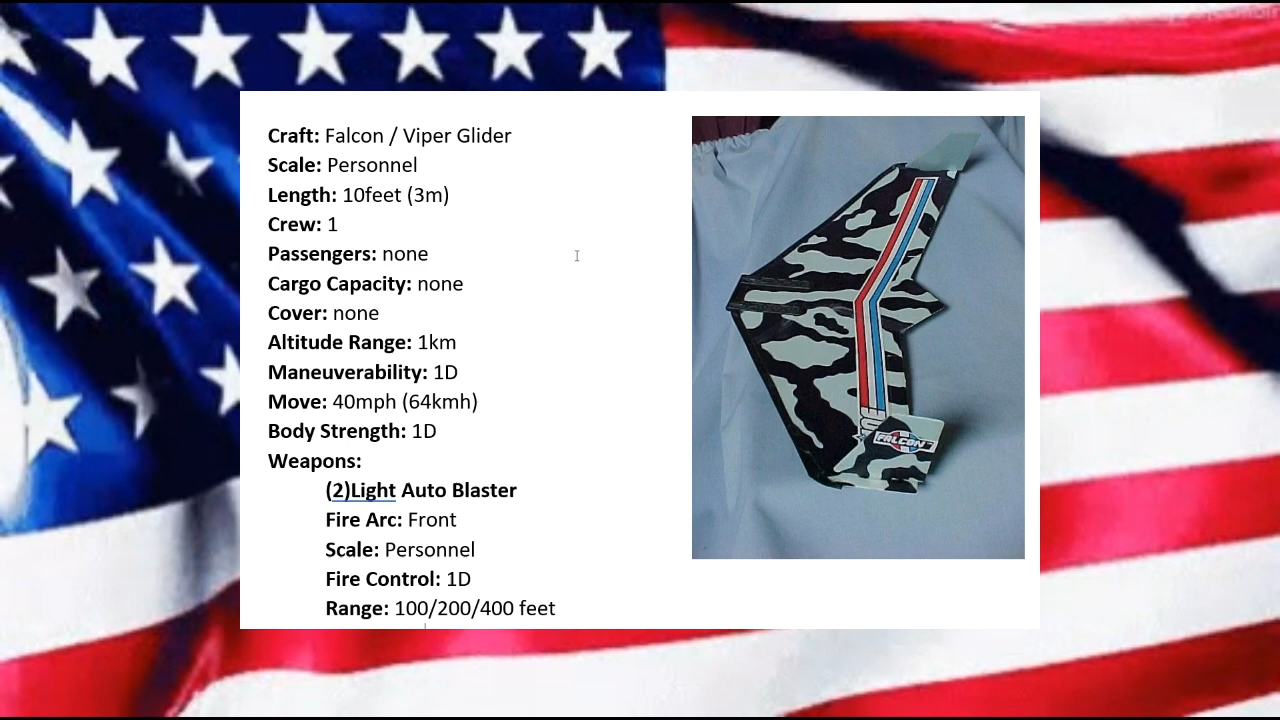 Craft: Falcon / Viper Glider
Scale: Personnel
Length: 10feet (3m)
Crew: 1
Passengers: none
Cargo Capacity: none
Cover: none
Altitude Range: 1km
Maneuverability: 1D
Move: 40mph (64kmh)
Body Strength: 1D
Weapons:
(2)Light Auto Blaster
Fire Arc: Front
Scale: Personnel
Fire Control: 1D
Range: 100/200/400 feet
FALCON